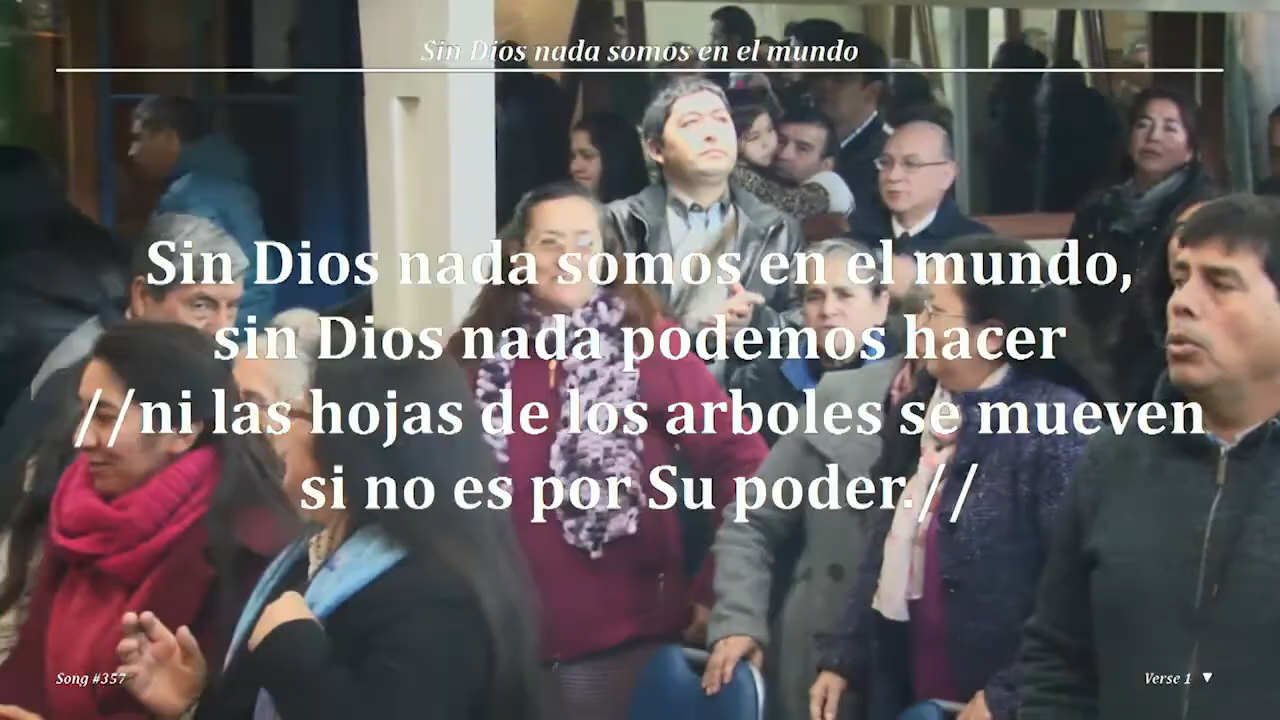 Sin Dios nada somos en el mundo
Sin Dios nada somos en el mundo,
sin Dios nada podemos hacer
//ni las hojas de los arboles se mueven
si no es por Su poder.//
Song #357
Verse 1 ▼